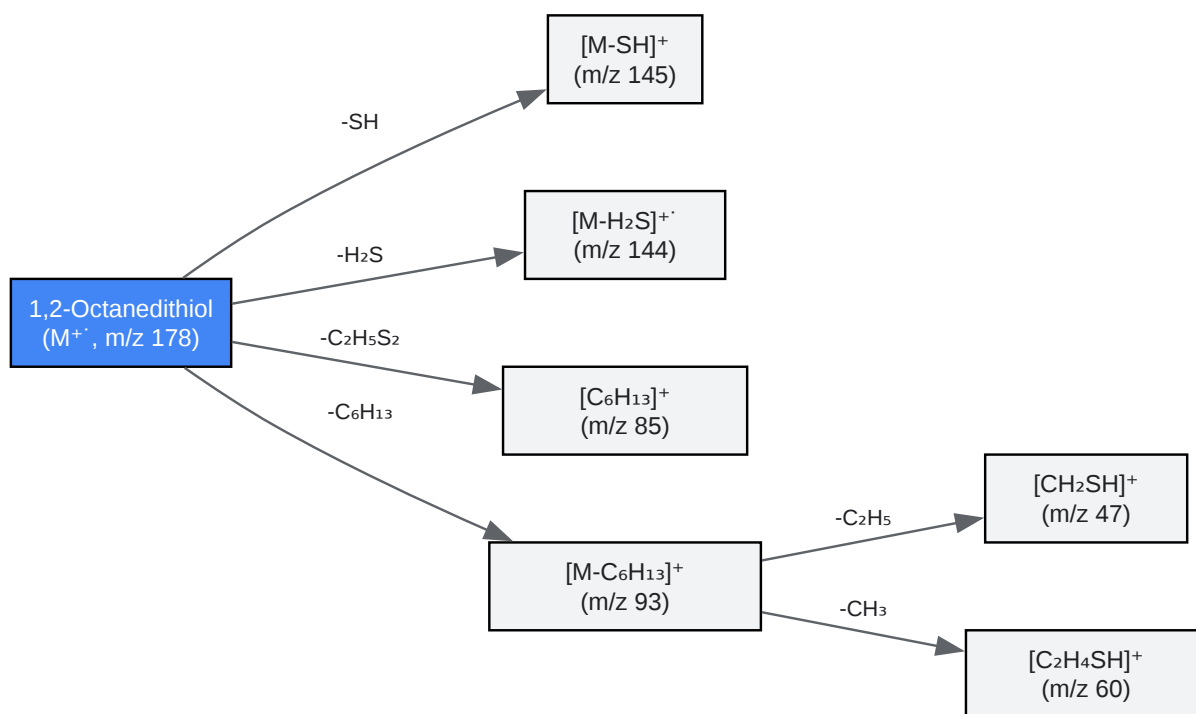 [M-SH]⁺
(m/z 145)
-SH
[M-H₂S]⁺˙
(m/z 144)
-H₂S
1,2-Octanedithiol
(M⁺˙, m/z 178)
-C₂H₅S₂
[C₆H₁₃]⁺
(m/z 85)
-C₆H₁₃
[CH₂SH]⁺
(m/z 47)
-C₂H₅
[M-C₆H₁₃]⁺
(m/z 93)
-CH₃
[C₂H₄SH]⁺
(m/z 60)